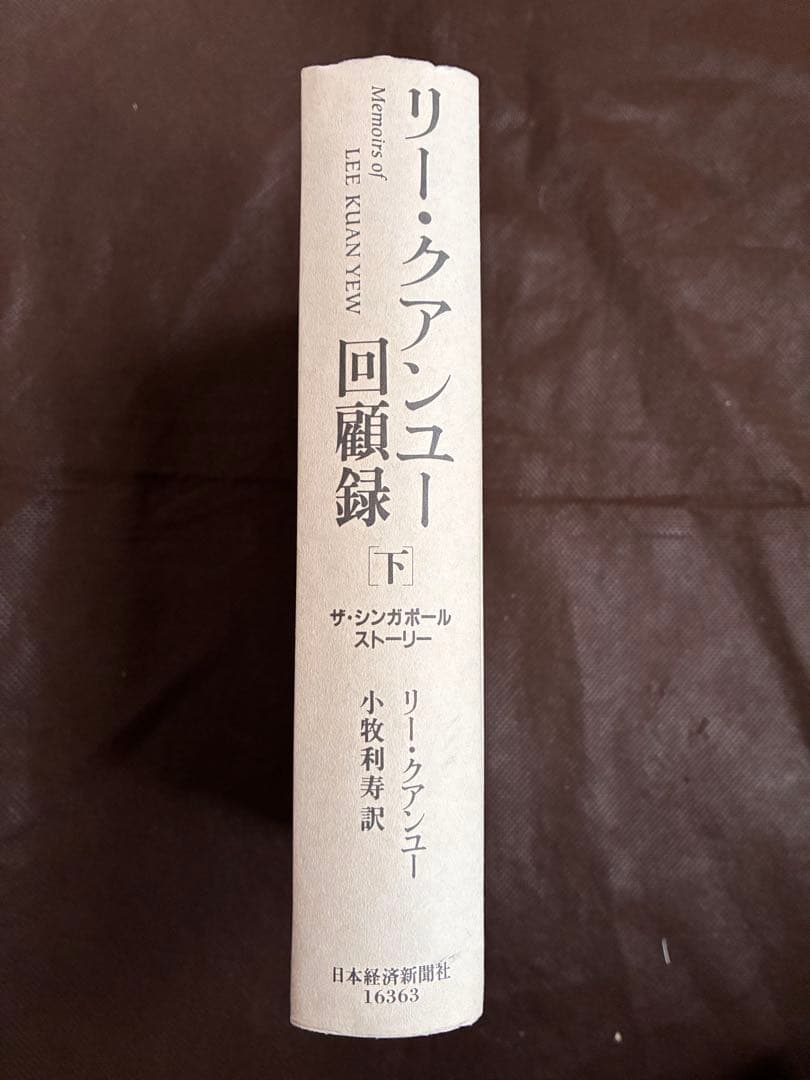 リー・クアンユー
回顧録
[下]
Memoirs of
LEE KUAN YEW
ザ・シンガポール
ストーリー
リー・クアンユー
小牧利寿訳
日本経済新聞社
16363